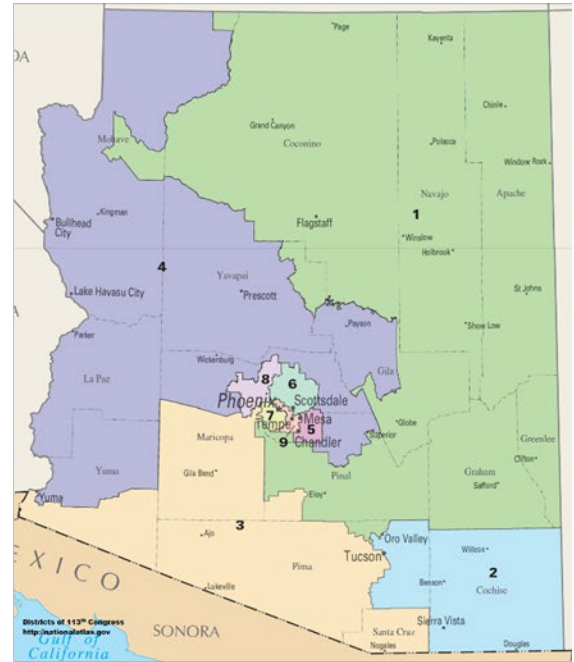 DA
Page
Kayenta
Chinle
Grand Canyon
Coconino
Polacca
Mohave
Window Rock
Navajo
Apache
Kingman
Bullhead
City
Flagstaff
1
Winslow
Holbrook
4
Yavapai
Lake Havasu City
Prescott
St Johns
Payson
Show Low
Parker
Gila
Wickenburg
La Paz
8
6
Phoenix
Scottsdale
7
Mesa
Tempe
5
Globe
Superior
Maricopa
9
Chandler
Greenlee
Clifton
Yuma
Gila Bend
Pinal
Graham
Safford
Eloy
Yuma
3
Ajo
Oro Valley
Tucson
Willcox
2
EXICO
Pima
Benson
Cochise
Lukeville
Sierra Vista
Districts of 113th Congress
http://nationalatlas.gov
Santa Cruz
Gulf of
California
SONORA
Nogales
Douglas